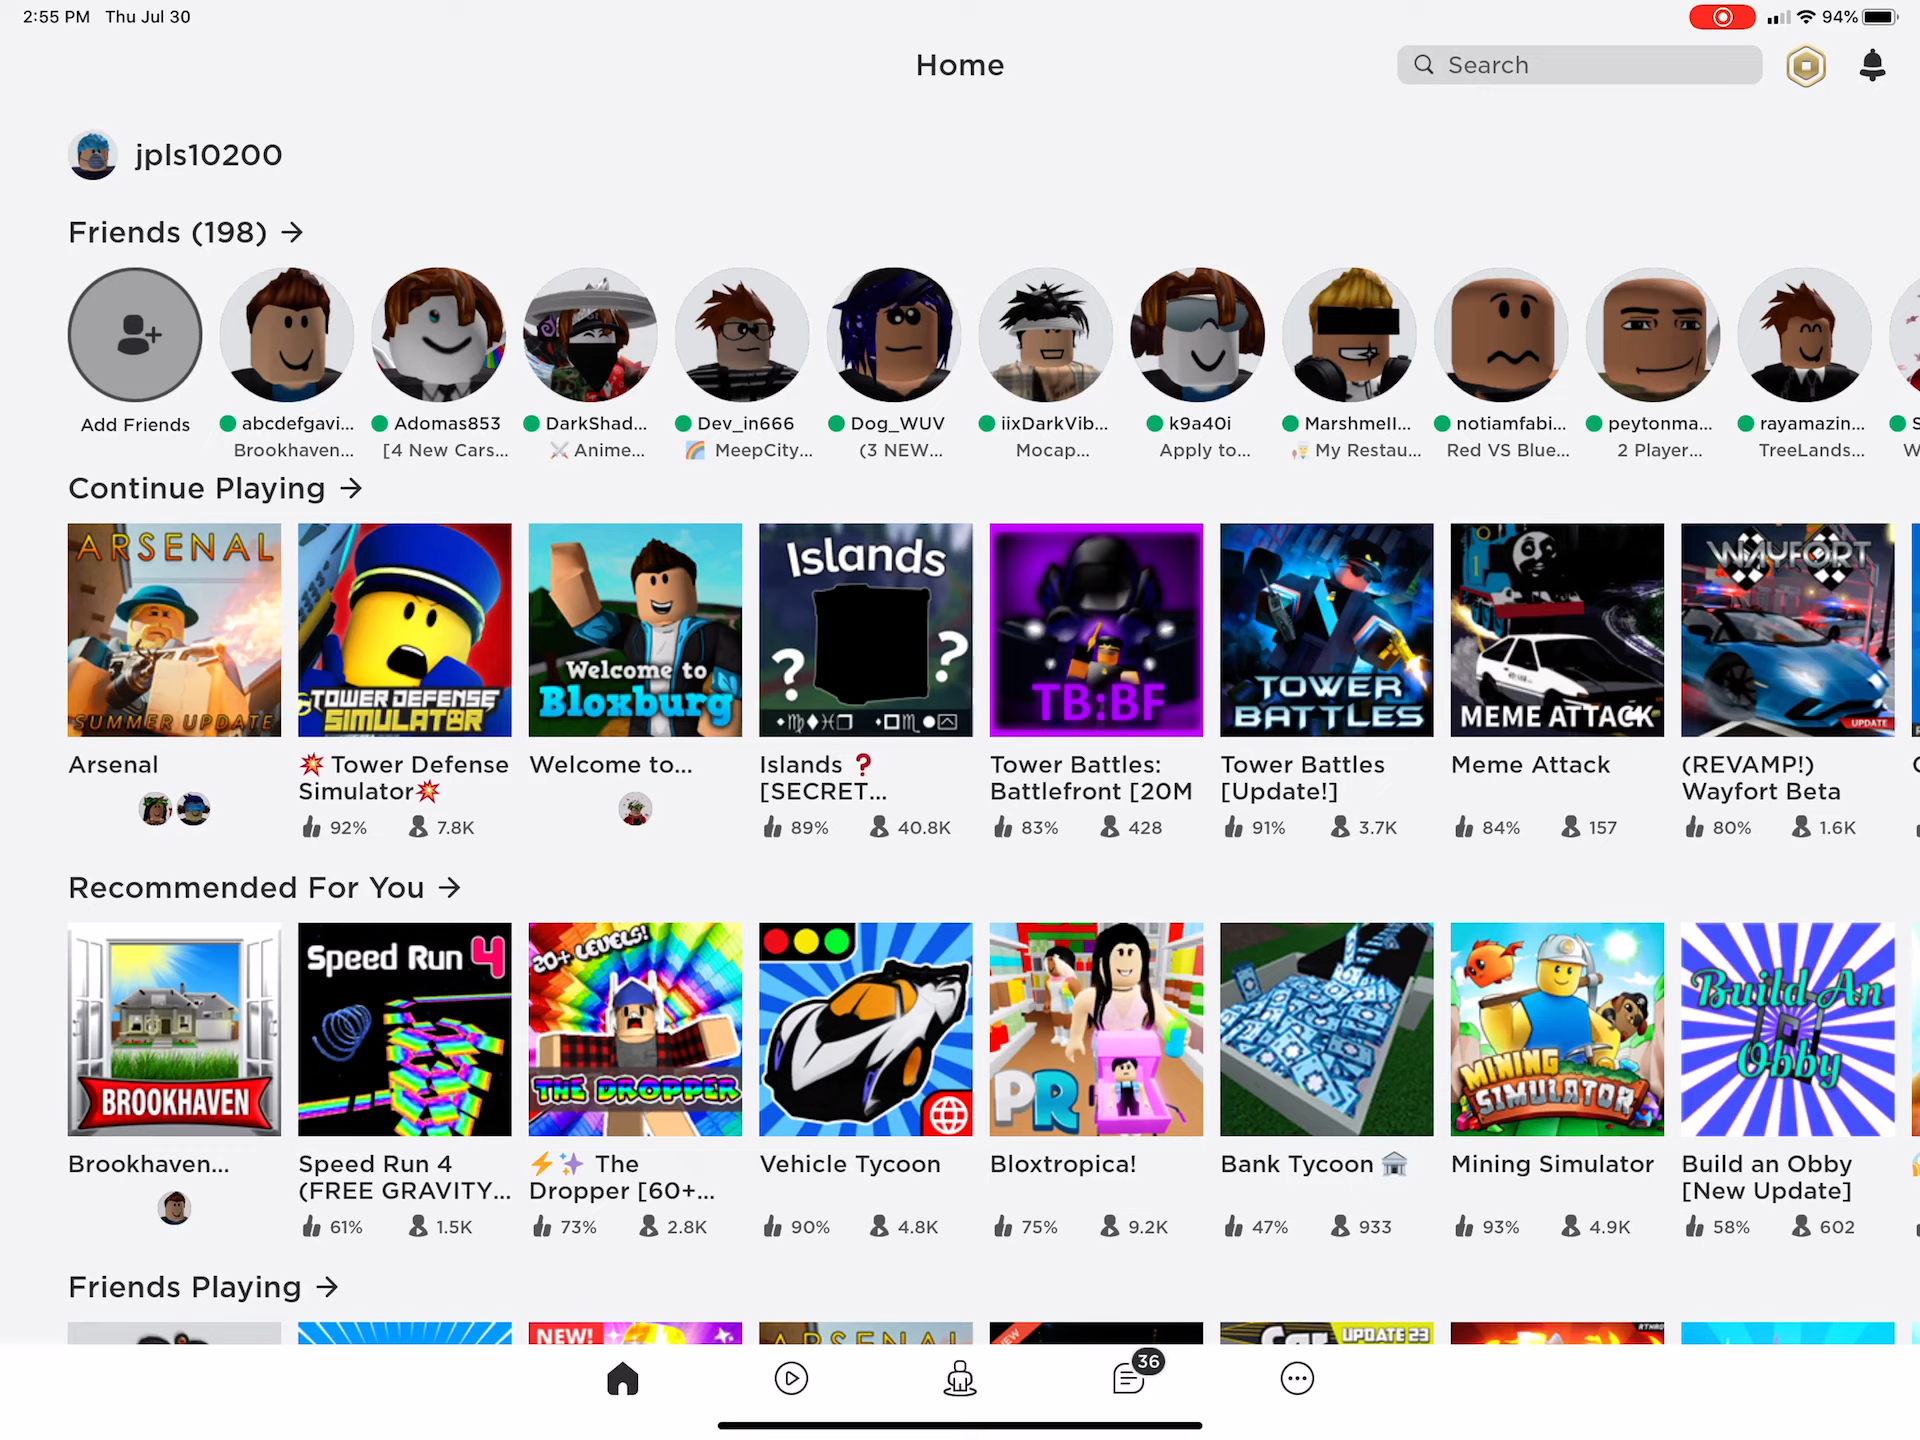 2:55 PM Thu Jul 30
94%
Home
Search
jpls10200
Friends (198) →
Add Friends
abcdefgavi...
Adomas853
DarkShad...
Dev_in666
Dog_WUV
iixDarkVib...
k9a40i
Marshmell...
notiamfabi...
peytonma...
rayamazin...
Brookhaven...
[4 New Cars...
Anime...
MeepCity...
(3 NEW...
Mocap...
Apply to...
My Restau...
Red VS Blue...
2 Player...
TreeLands...
Continue Playing →
ARSENAL
SUMMER UPDATE
TOWER DEFENSE
SIMULATOR
Welcome to
Bloxburg
Islands
? ?
TB:BF
TOWER
BATTLES
MEME ATTACK
WAYFORT
UPDATE
Arsenal
💥 Tower Defense
Simulator💥
92% 7.8K
Welcome to...
Islands ❓
[SECRET...
89% 40.8K
Tower Battles:
Battlefront [20M
83% 428
Tower Battles
[Update!]
91% 3.7K
Meme Attack
84% 157
(REVAMP!)
Wayfort Beta
80% 1.6K
Recommended For You →
BROOKHAVEN
Speed Run 4
20+ LEVELS!
THE DROPPER
PR
MINING
SIMULATOR
Build An
Obby
Brookhaven...
Speed Run 4
(FREE GRAVITY...
61% 1.5K
⚡✨ The
Dropper [60+...
73% 2.8K
Vehicle Tycoon
90% 4.8K
Bloxtropica!
75% 9.2K
Bank Tycoon 🏦
47% 933
Mining Simulator
93% 4.9K
Build an Obby
[New Update]
58% 602
Friends Playing →
NEW!
ARSENAL
NEW
Car
UPDATE 23
36